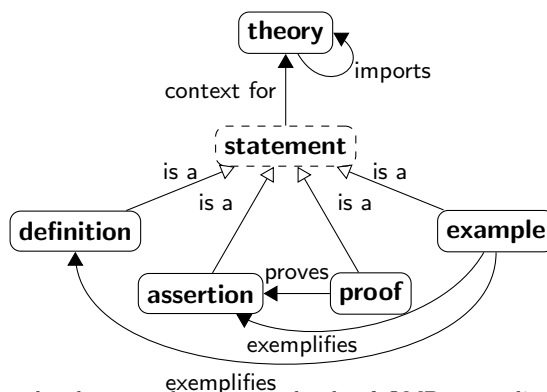 theory
imports
context for
statement
is a
is a
is a
is a
definition
example
assertion
proves
proof
exemplifies
exemplifies